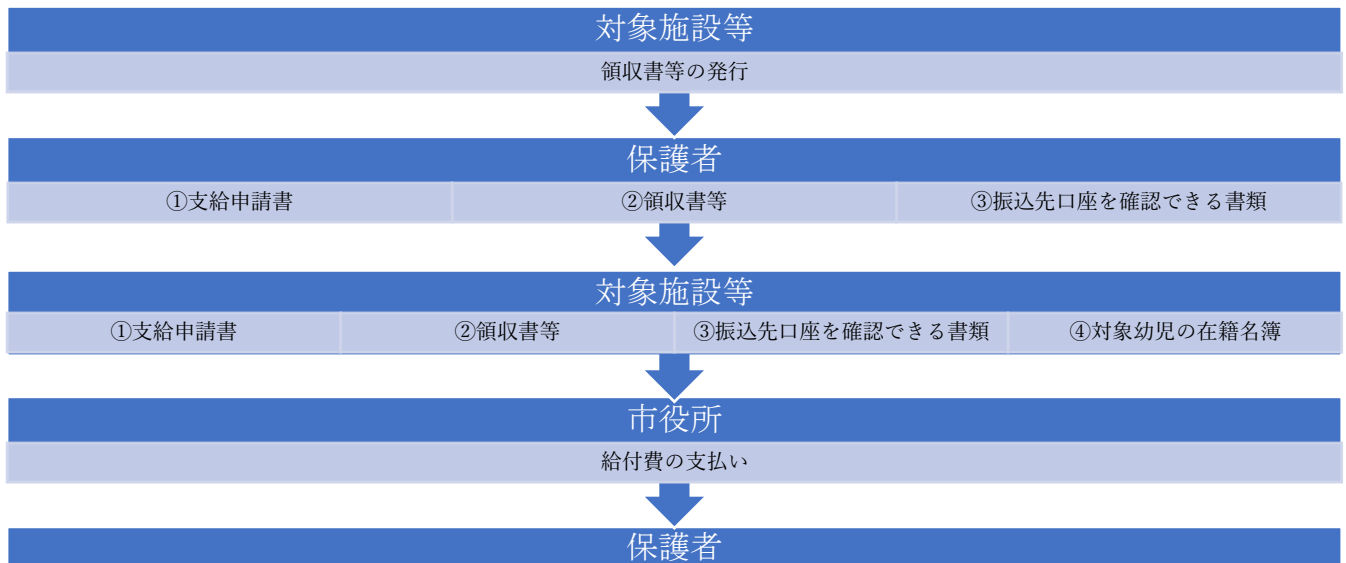 対象施設等
領収書等の発行
保護者
①支給申請書 ②領収書等 ③振込先口座を確認できる書類
対象施設等
①支給申請書 ②領収書等 ③振込先口座を確認できる書類 ④対象幼児の在籍名簿
市役所
給付費の支払い
保護者